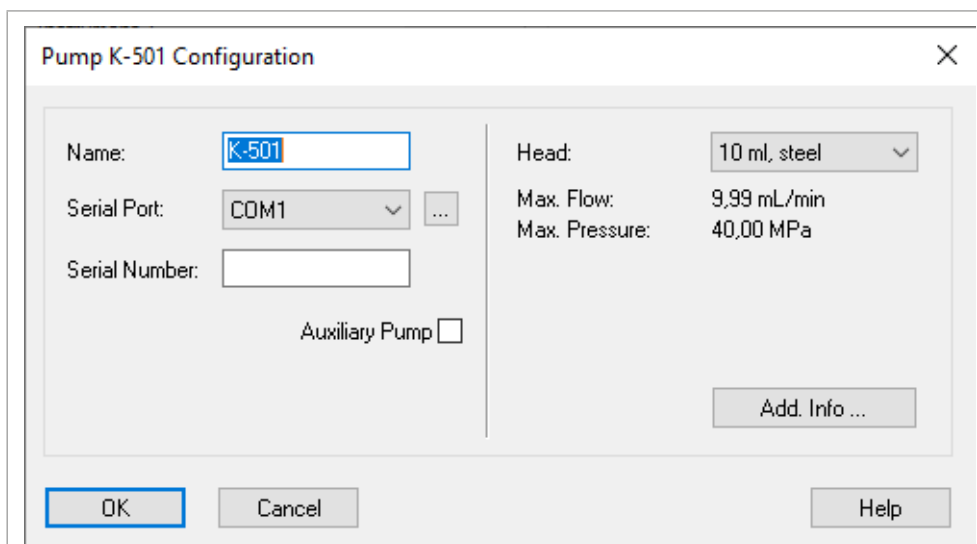 Pump K-501 Configuration
Name: K-501
Serial Port: COM1 ...
Serial Number:
Auxiliary Pump
Head: 10 ml, steel
Max. Flow: 9,99 mL/min
Max. Pressure: 40,00 MPa
Add. Info ...
OK Cancel Help